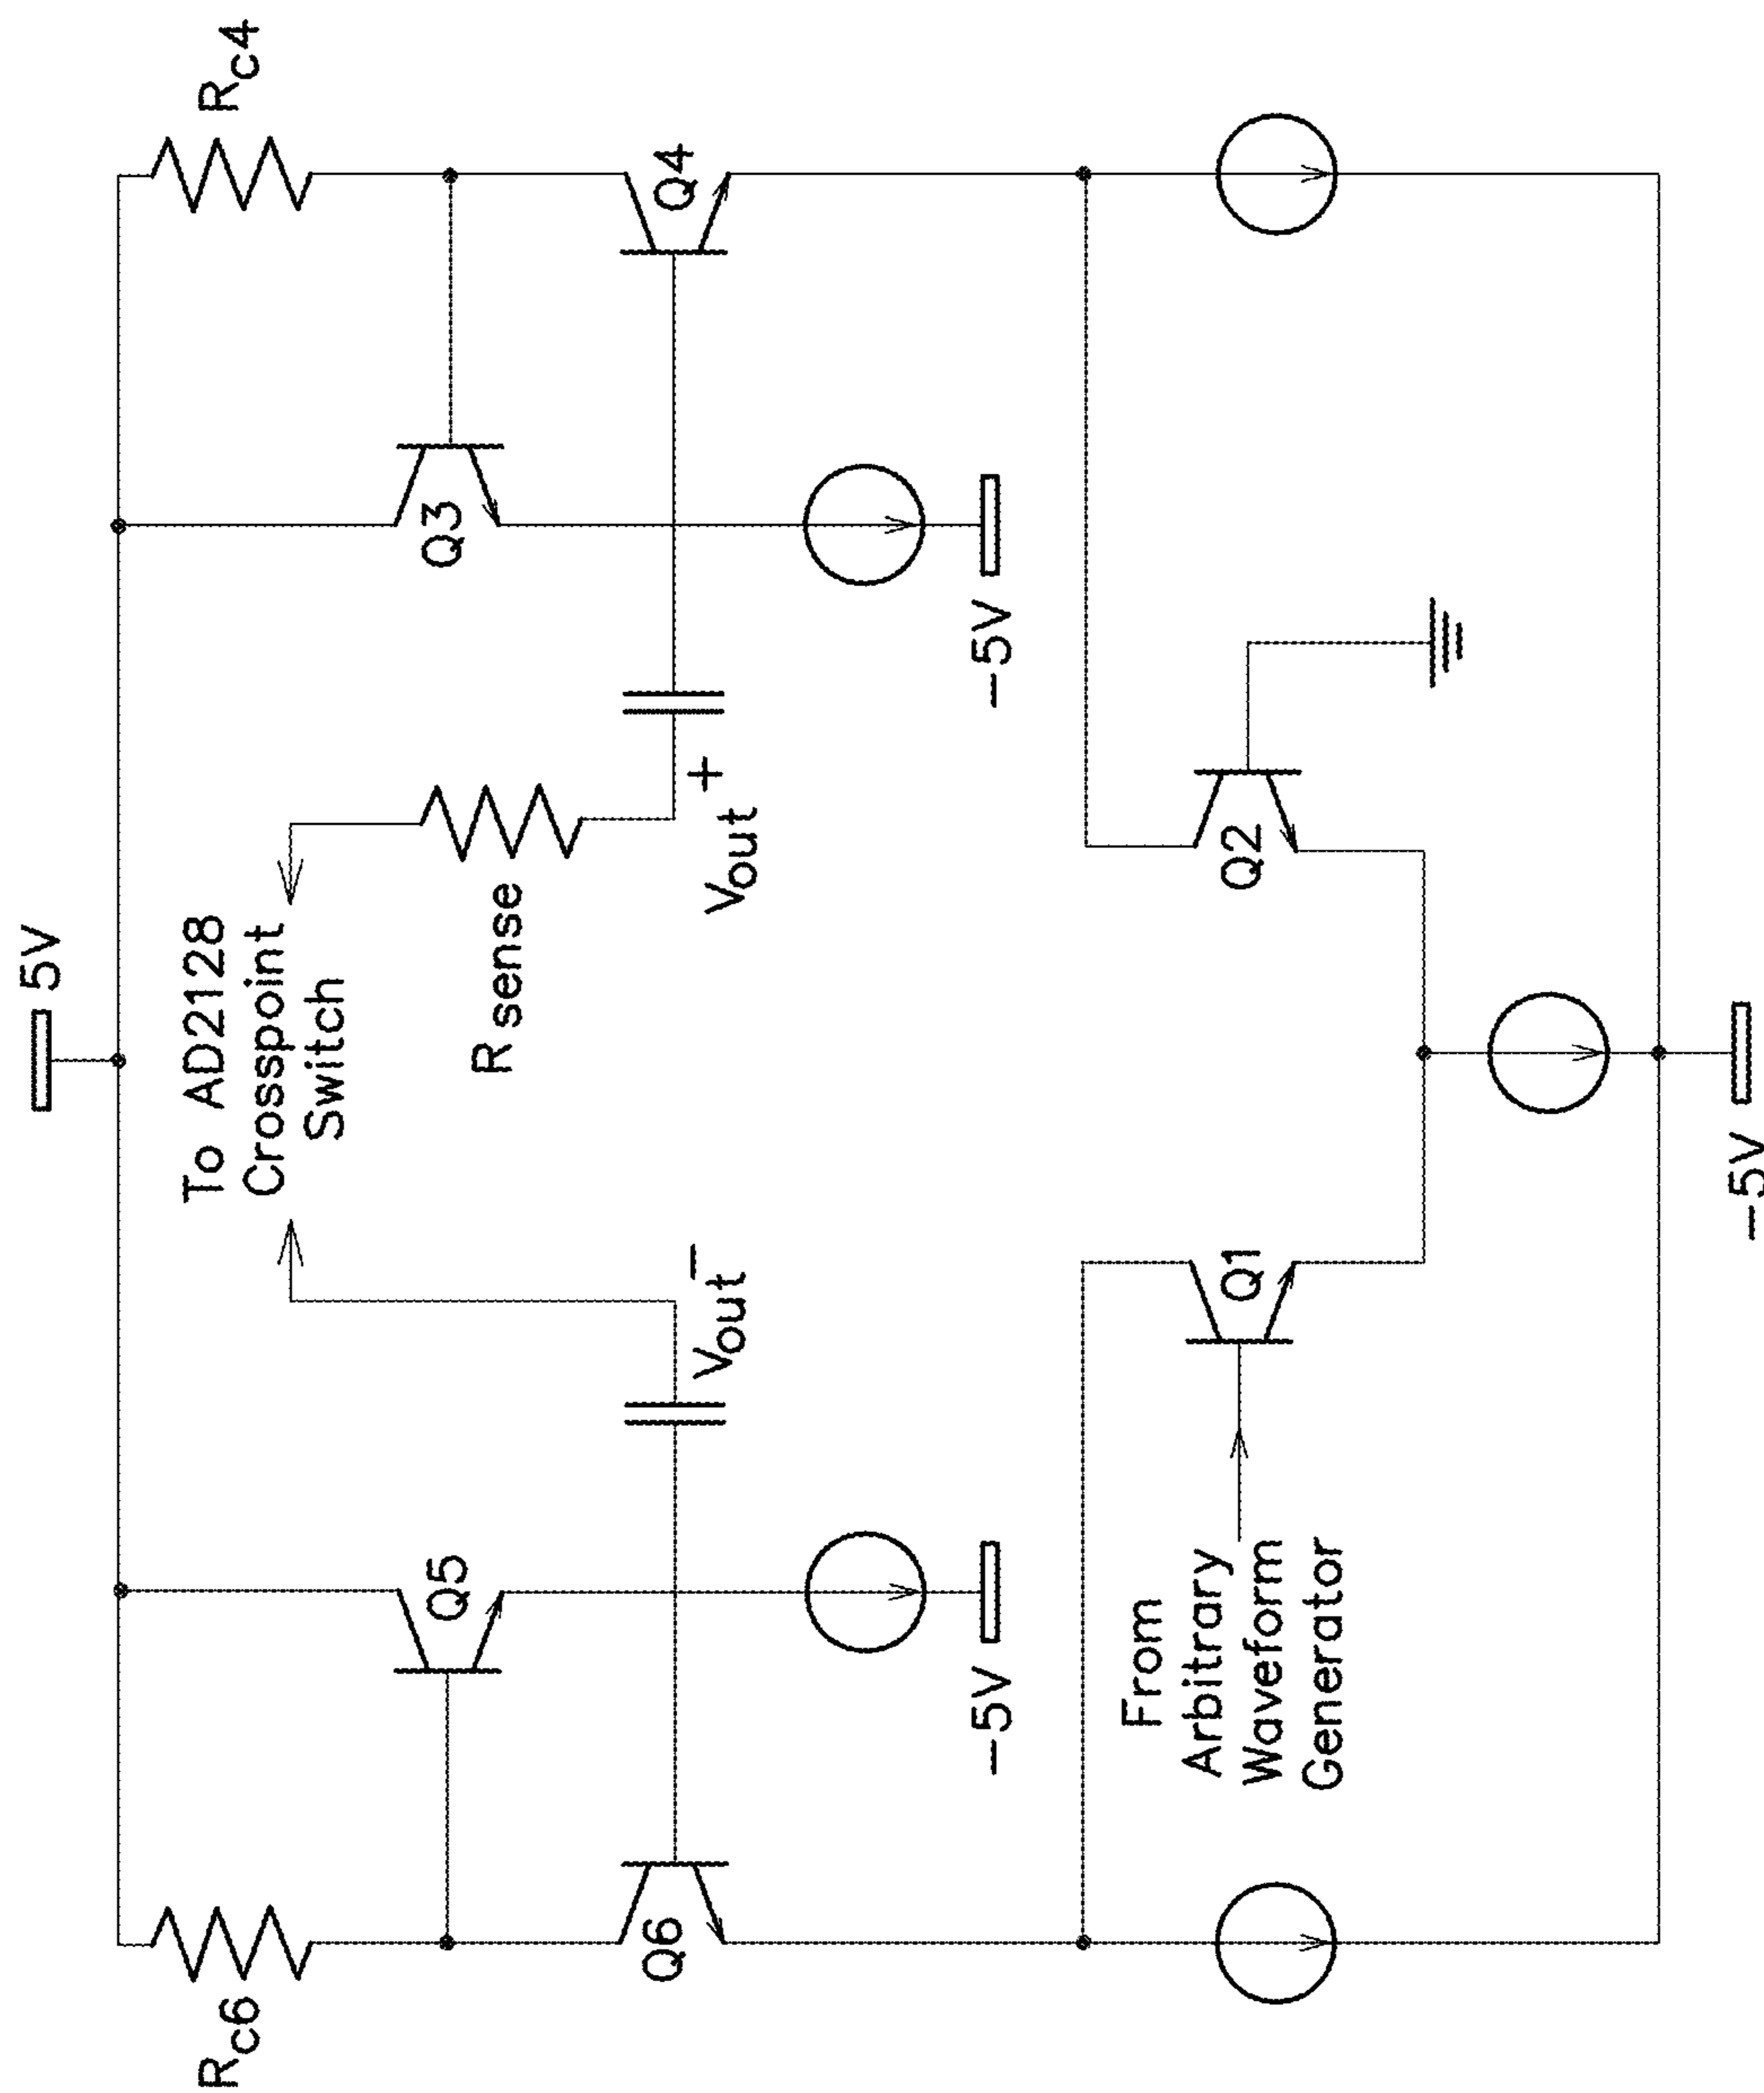 5V
Rc6
Rc4
To AD2128
Crosspoint
Switch
R sense
Q5
Q3
Q6
Q4
Vout−
Vout+
−5V
−5V
From
Arbitrary
Waveform
Generator
Q1
Q2
−5V